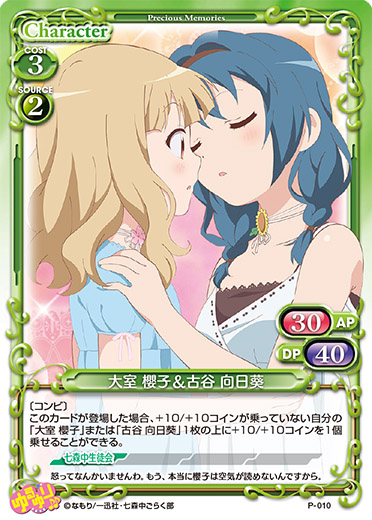 Precious Memories
Character
COST
3
SOURCE
2
30 AP
DP 40
大室 櫻子&古谷 向日葵
[コンビ]
このカードが登場した場合、+10/+10コインが乗っていない自分の
「大室 櫻子」または「古谷 向日葵」1枚の上に+10/+10コインを1個
乗せることができる。
七森中生徒会
怒ってなんかいませんわ。もう、本当に櫻子は空気が読めないんですから。
ゆるゆり
©なもり/一迅社・七森中ごらく部
P-010